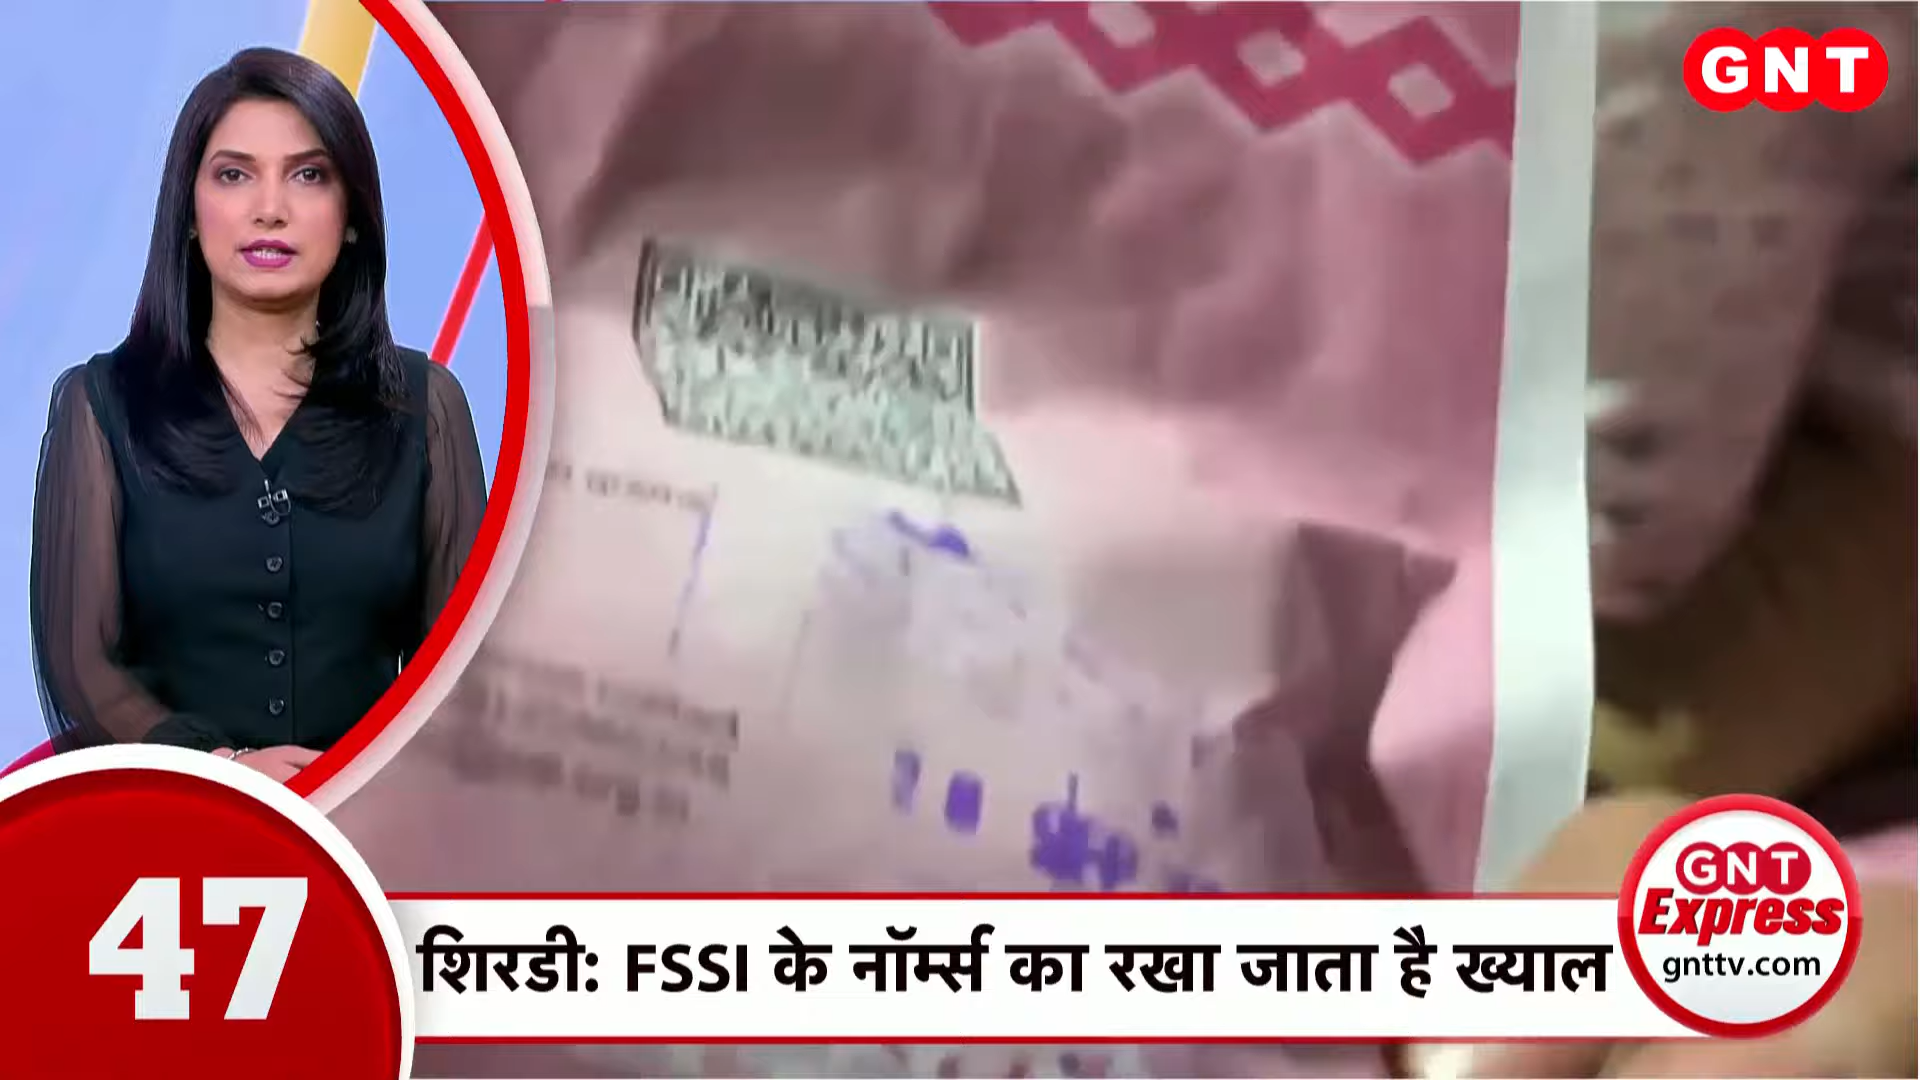 GNT
47
शिरडी: FSSI के नॉर्म्स का रखा जाता है ख्याल
GNT
Express
gnttv.com